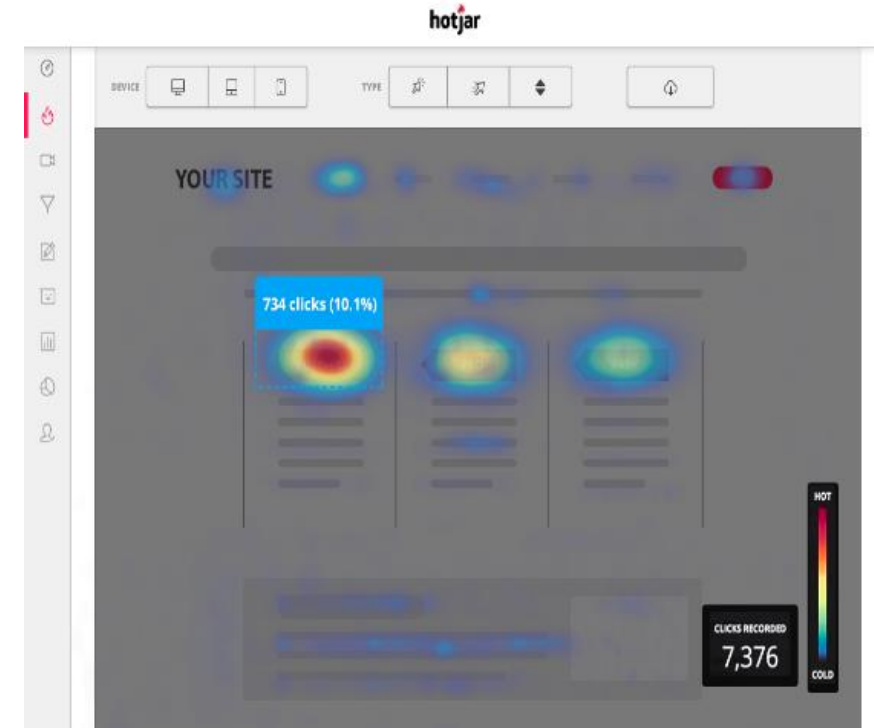 hotjar
DEVICE
TYPE
YOUR SITE
734 clicks (10.1%)
HOT
CLICKS RECORDED
7,376
COLD